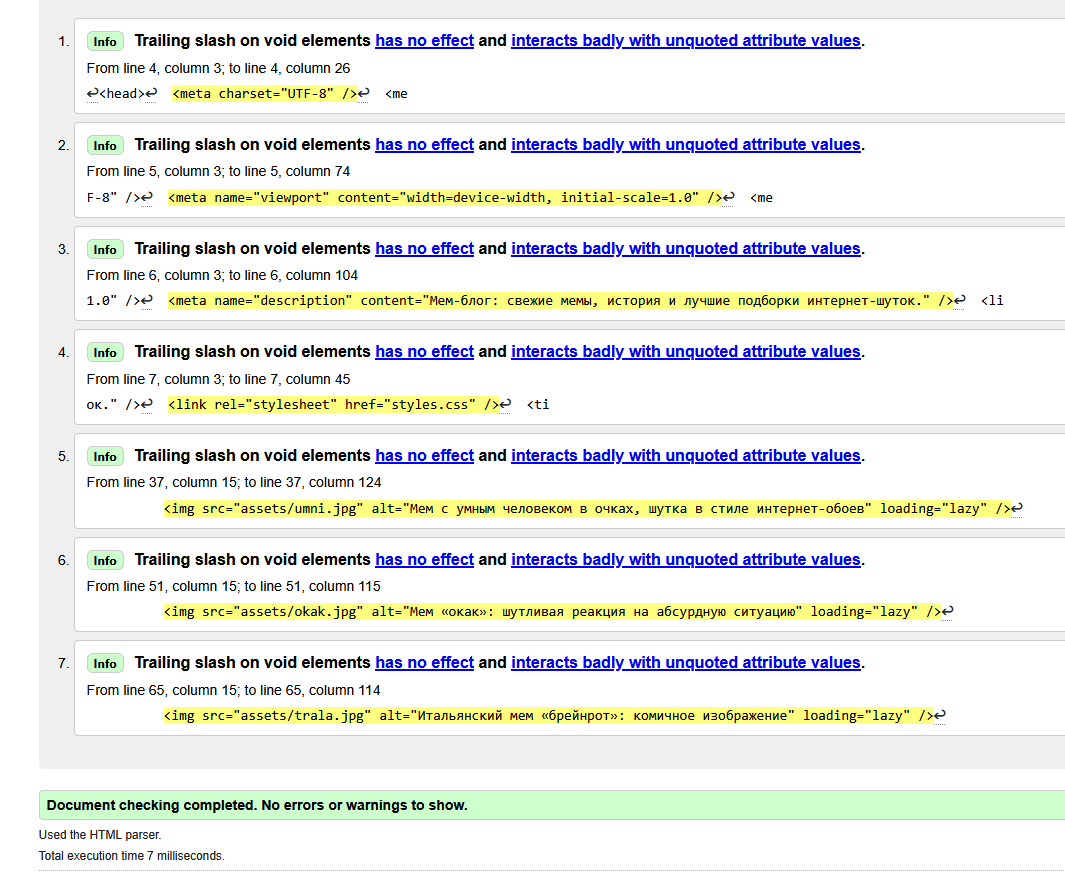 1. Info Trailing slash on void elements has no effect and interacts badly with unquoted attribute values.
From line 4, column 3; to line 4, column 26
↩<head>↩ <meta charset="UTF-8" />↩ <me
2. Info Trailing slash on void elements has no effect and interacts badly with unquoted attribute values.
From line 5, column 3; to line 5, column 74
F-8" />↩ <meta name="viewport" content="width=device-width, initial-scale=1.0" />↩ <me
3. Info Trailing slash on void elements has no effect and interacts badly with unquoted attribute values.
From line 6, column 3; to line 6, column 104
1.0" />↩ <meta name="description" content="Мем-блог: свежие мемы, история и лучшие подборки интернет-шуток." />↩ <li
4. Info Trailing slash on void elements has no effect and interacts badly with unquoted attribute values.
From line 7, column 3; to line 7, column 45
ок." />↩ <link rel="stylesheet" href="styles.css" />↩ <ti
5. Info Trailing slash on void elements has no effect and interacts badly with unquoted attribute values.
From line 37, column 15; to line 37, column 124
<img src="assets/umni.jpg" alt="Мем с умным человеком в очках, шутка в стиле интернет-обоев" loading="lazy" />↩
6. Info Trailing slash on void elements has no effect and interacts badly with unquoted attribute values.
From line 51, column 15; to line 51, column 115
<img src="assets/okak.jpg" alt="Мем «окак»: шутливая реакция на абсурдную ситуацию" loading="lazy" />↩
7. Info Trailing slash on void elements has no effect and interacts badly with unquoted attribute values.
From line 65, column 15; to line 65, column 114
<img src="assets/trala.jpg" alt="Итальянский мем «брейнрот»: комичное изображение" loading="lazy" />↩
Document checking completed. No errors or warnings to show.
Used the HTML parser.
Total execution time 7 milliseconds.